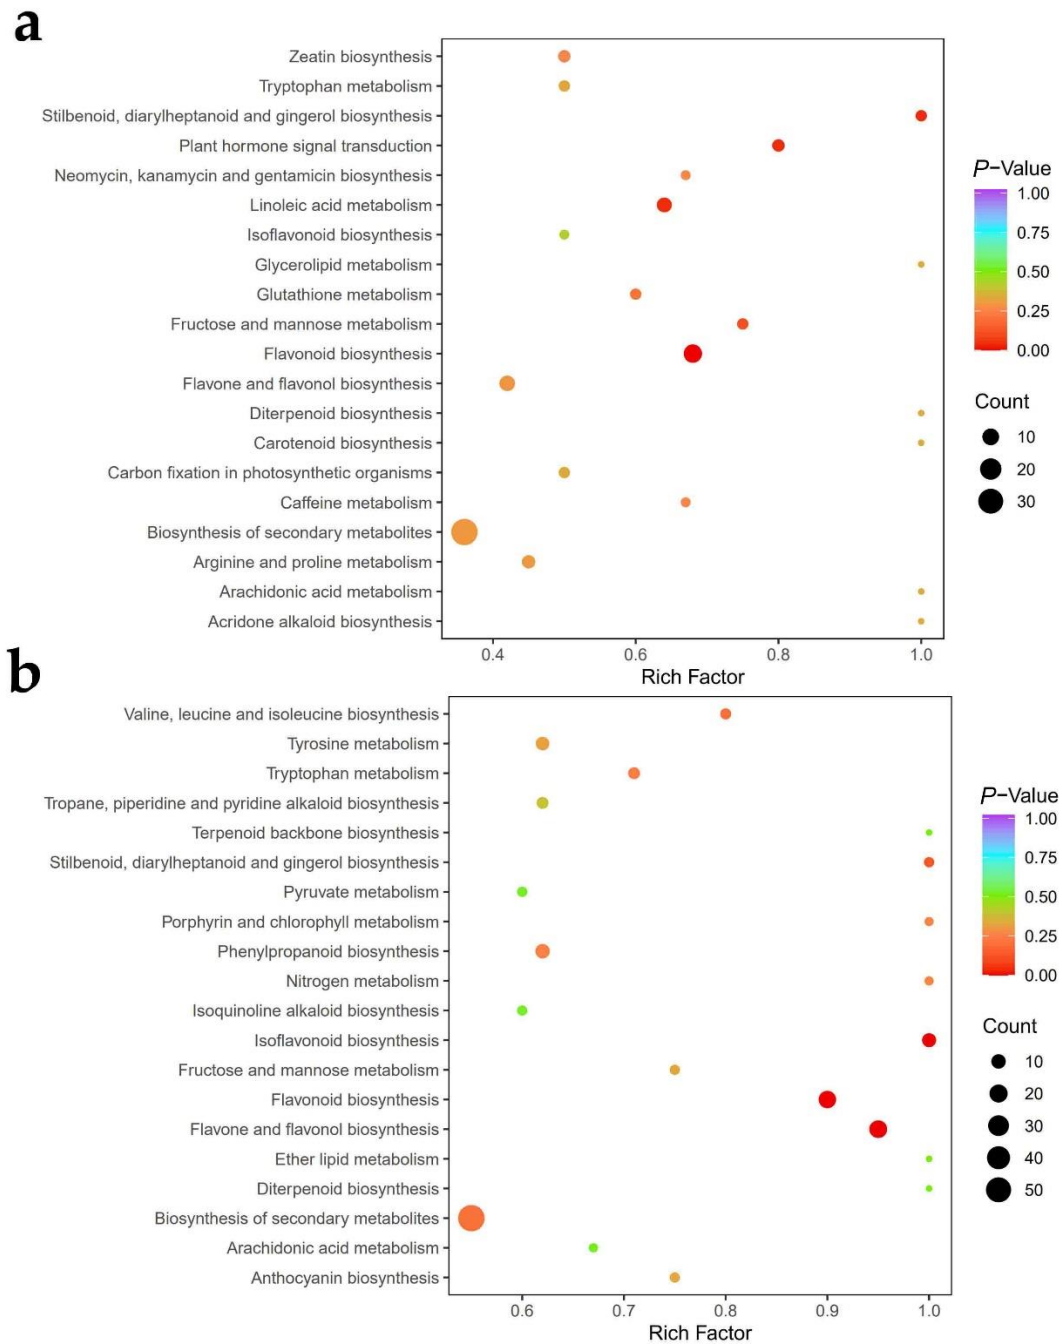 a
Zeatin biosynthesis
Tryptophan metabolism
Stilbenoid, diarylheptanoid and gingerol biosynthesis
Plant hormone signal transduction
Neomycin, kanamycin and gentamicin biosynthesis
Linoleic acid metabolism
Isoflavonoid biosynthesis
Glycerolipid metabolism
Glutathione metabolism
Fructose and mannose metabolism
Flavonoid biosynthesis
Flavone and flavonol biosynthesis
Diterpenoid biosynthesis
Carotenoid biosynthesis
Carbon fixation in photosynthetic organisms
Caffeine metabolism
Biosynthesis of secondary metabolites
Arginine and proline metabolism
Arachidonic acid metabolism
Acridone alkaloid biosynthesis
0.4 0.6 0.8 1.0
Rich Factor
P-Value
1.00
0.75
0.50
0.25
0.00
Count
10
20
30
b
Valine, leucine and isoleucine biosynthesis
Tyrosine metabolism
Tryptophan metabolism
Tropane, piperidine and pyridine alkaloid biosynthesis
Terpenoid backbone biosynthesis
Stilbenoid, diarylheptanoid and gingerol biosynthesis
Pyruvate metabolism
Porphyrin and chlorophyll metabolism
Phenylpropanoid biosynthesis
Nitrogen metabolism
Isoquinoline alkaloid biosynthesis
Isoflavonoid biosynthesis
Fructose and mannose metabolism
Flavonoid biosynthesis
Flavone and flavonol biosynthesis
Ether lipid metabolism
Diterpenoid biosynthesis
Biosynthesis of secondary metabolites
Arachidonic acid metabolism
Anthocyanin biosynthesis
0.6 0.7 0.8 0.9 1.0
Rich Factor
P-Value
1.00
0.75
0.50
0.25
0.00
Count
10
20
30
40
50